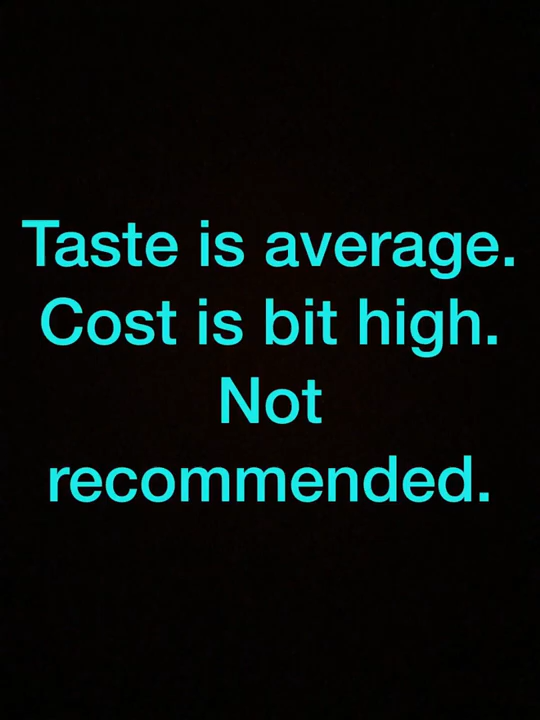 Taste is average.
Cost is bit high.
Not
recommended.